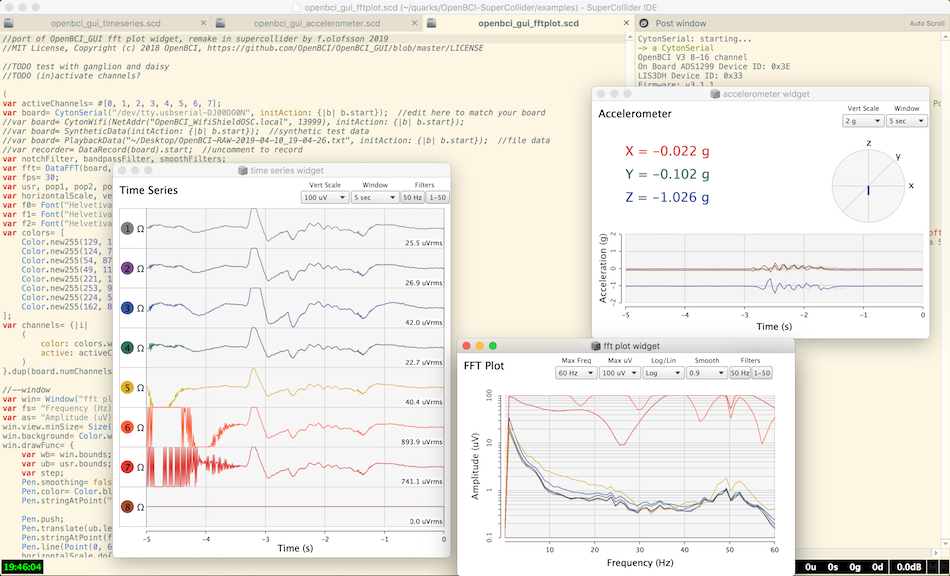 openbci_gui_fftplot.scd (~/quarks/OpenBCI-SuperCollider/examples) - SuperCollider IDE
openbci_gui_timeseries.scd
openbci_gui_accelerometer.scd
openbci_gui_fftplot.scd
Post window
Auto Scroll
//port of OpenBCI_GUI fft plot widget, remake in supercollider by f.olofsson 2019
//MIT License, Copyright (c) 2018 OpenBCI, https://github.com/OpenBCI/OpenBCI_GUI/blob/master/LICENSE
//TODO test with ganglion and daisy
//TODO (in)activate channels?
(
var activeChannels= #[0, 1, 2, 3, 4, 5, 6, 7];
var board= CytonSerial("/dev/tty.usbserial-DJ00DO0N", initAction: {|b| b.start}); //edit here to match your board
//var board= CytonWifi(NetAddr("OpenBCI_WifiShieldOSC.local", 13999), initAction: {|b| b.start});
//var board= SyntheticData(initAction: {|b| b.start}); //synthetic test data
//var board= PlaybackData("~/Desktop/OpenBCI-RAW-2019-04-10_19-04-26.txt", initAction: {|b| b.start}); //file data
//var recorder= DataRecord(board).start; //uncomment to record
var notchFilter, bandpassFilter, smoothFilters;
var fft= DataFFT(board,
var fps= 30;
var usr, pop1, pop2, po
var horizontalScale, ve
var f0= Font("Helvetiva
var f1= Font("Helvetiva
var f2= Font("Helvetiva
var colors= [
Color.new255(129, 1
Color.new255(124, 7
Color.new255(54, 87
Color.new255(49, 11
Color.new255(221, 1
Color.new255(253, 9
Color.new255(224, 5
Color.new255(162, 8
];
var channels= {|i|
(
color: colors.w
active: activeC
)
}.dup(board.numChannels
//--window
var win= Window("fft pl
var fs= "Frequency (Hz)
var as= "Amplitude (uV)
win.view.minSize= Size(
win.background= Color.w
win.drawFunc= {
var wb= win.bounds;
var ub= usr.bounds;
var step;
Pen.smoothing= fals
Pen.color= Color.bl
Pen.stringAtPoint("
Pen.push;
Pen.translate(ub.le
Pen.stringAtPoint(f
Pen.line(Point(0, 6
horizontalScale.do(
CytonSerial: starting...
-> a CytonSerial
OpenBCI V3 8-16 channel
On Board ADS1299 Device ID: 0x3E
LIS3DH Device ID: 0x33
Firmware: v3.1.1
accelerometer widget
Accelerometer
Vert Scale
Window
2 g
5 sec
X = -0.022 g
Y = -0.102 g
Z = -1.026 g
z
y
x
Acceleration (g)
2
1
0
-1
-2
-5
-4
-3
-2
-1
0
Time (s)
time series widget
Time Series
Vert Scale
Window
Filters
100 uV
5 sec
50 Hz
1-50
1 Ω
25.5 uVrms
2 Ω
26.9 uVrms
3 Ω
42.0 uVrms
4 Ω
22.7 uVrms
5 Ω
40.4 uVrms
6 Ω
893.9 uVrms
7 Ω
741.1 uVrms
8 Ω
0.0 uVrms
-5
-4
-3
-2
-1
0
Time (s)
fft plot widget
FFT Plot
Max Freq
Max uV
Log/Lin
Smooth
Filters
60 Hz
100 uV
Log
0.9
50 Hz
1-50
Amplitude (uV)
100
10
1
0.1
10
20
30
40
50
60
Frequency (Hz)
19:46:04
0u
0s
0g
0d
0.0dB